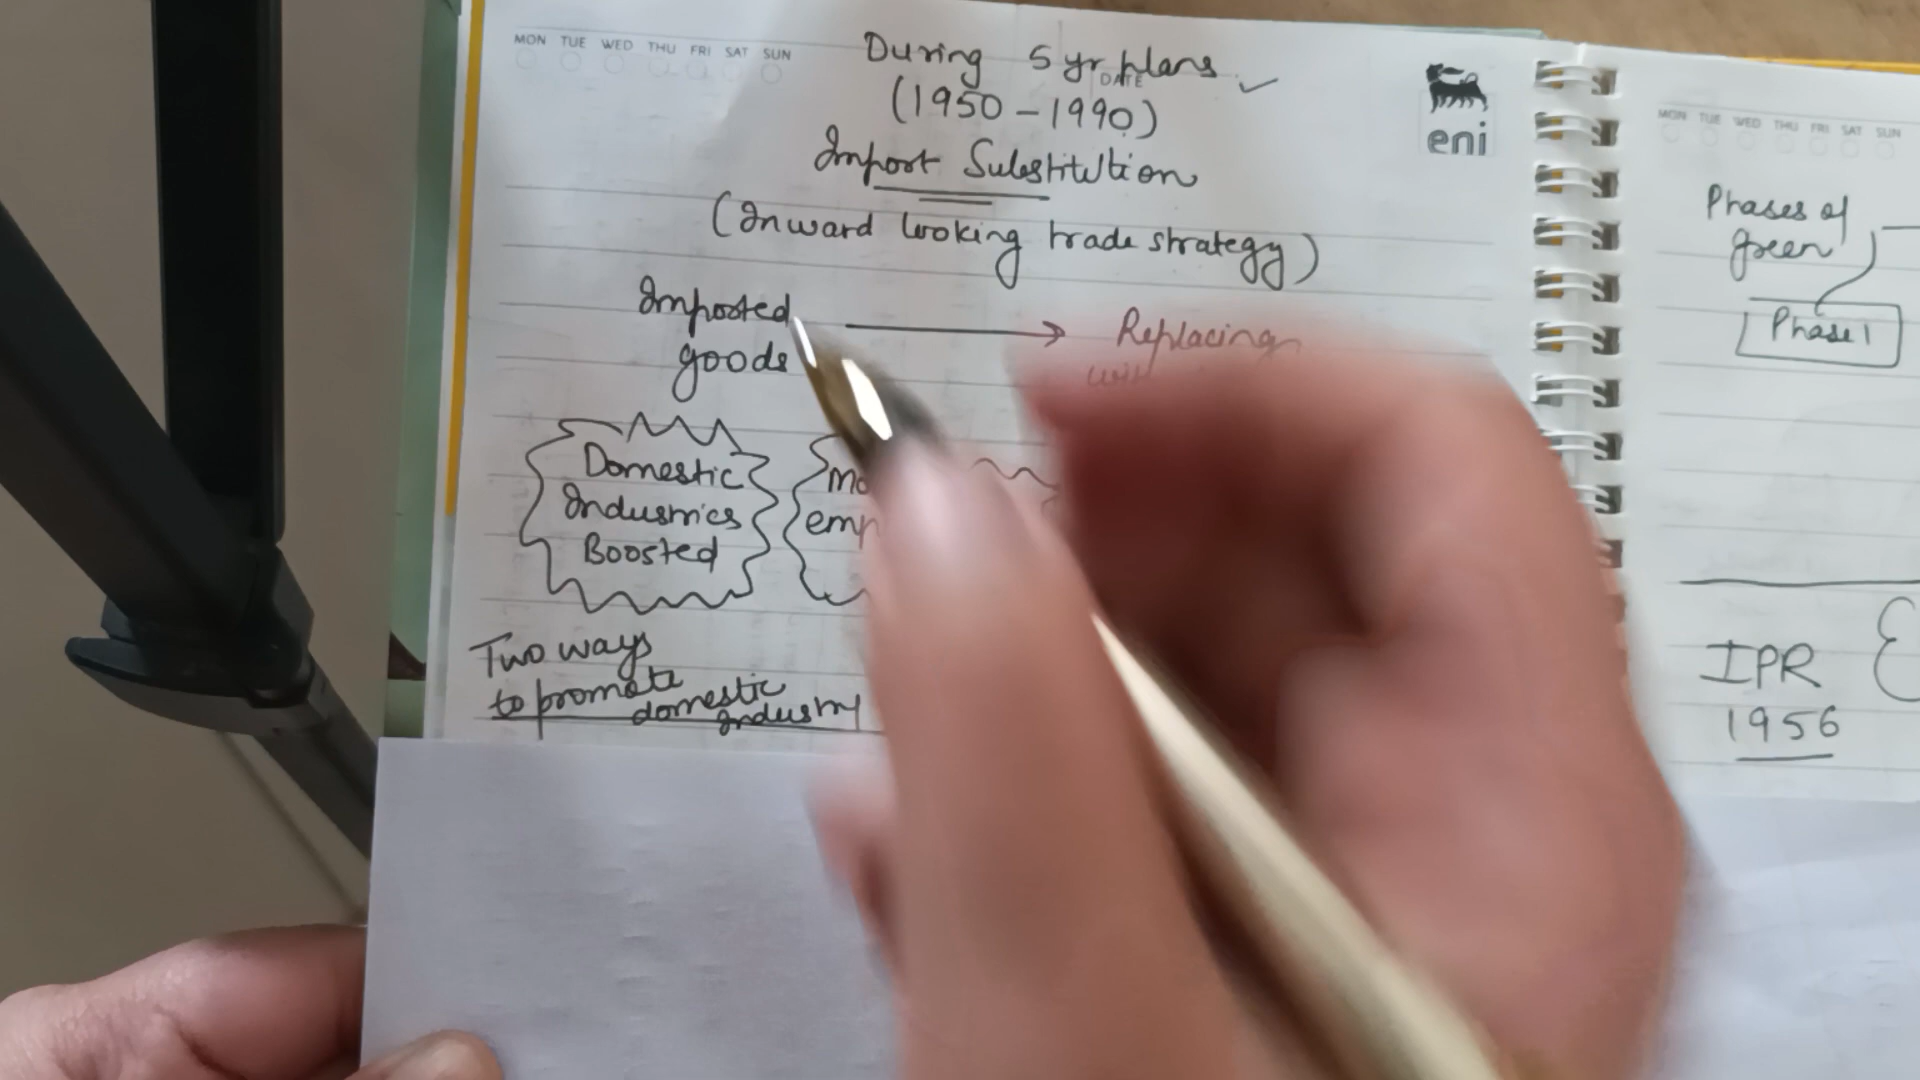 MON TUE WED THU FRI SAT SUN
During 5 yr plans
DATE
(1950-1990)
Import Substitution
(Inward looking trade strategy)
Imported
goods
Replacing
Domestic
Industries
Boosted
Two ways
to promote
domestic
industry
eni
MON TUE WED THU FRI SAT SUN
Phases of
green
Phase 1
IPR
1956